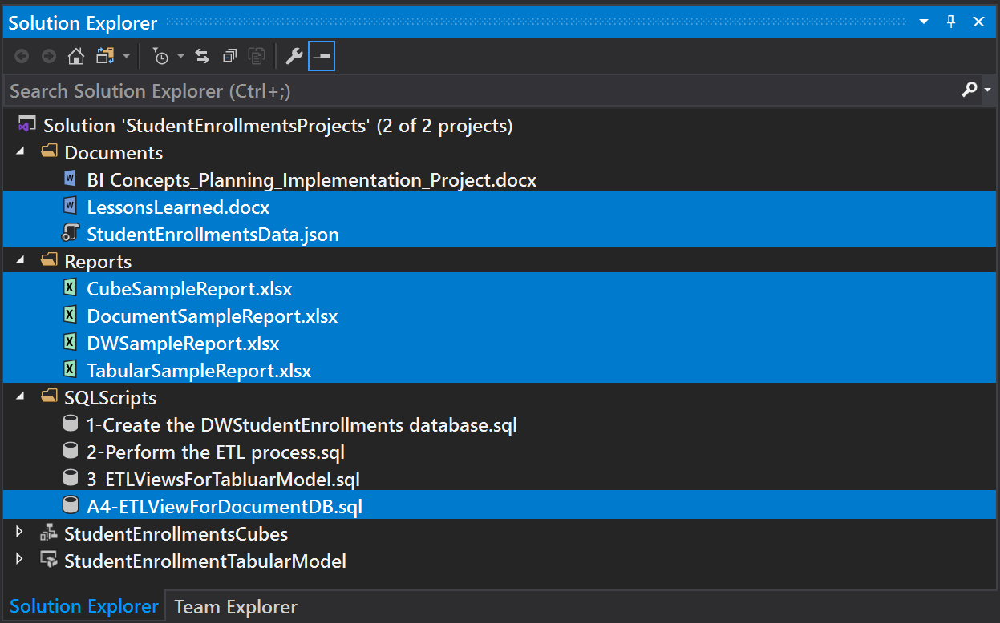 Solution Explorer
Search Solution Explorer (Ctrl+;)
Solution 'StudentEnrollmentsProjects' (2 of 2 projects)
Documents
BI Concepts_Planning_Implementation_Project.docx
LessonsLearned.docx
StudentEnrollmentsData.json
Reports
CubeSampleReport.xlsx
DocumentSampleReport.xlsx
DWSampleReport.xlsx
TabularSampleReport.xlsx
SQLScripts
1-Create the DWStudentEnrollments database.sql
2-Perform the ETL process.sql
3-ETLViewsForTabluarModel.sql
A4-ETLViewForDocumentDB.sql
StudentEnrollmentsCubes
StudentEnrollmentTabularModel
Solution Explorer Team Explorer